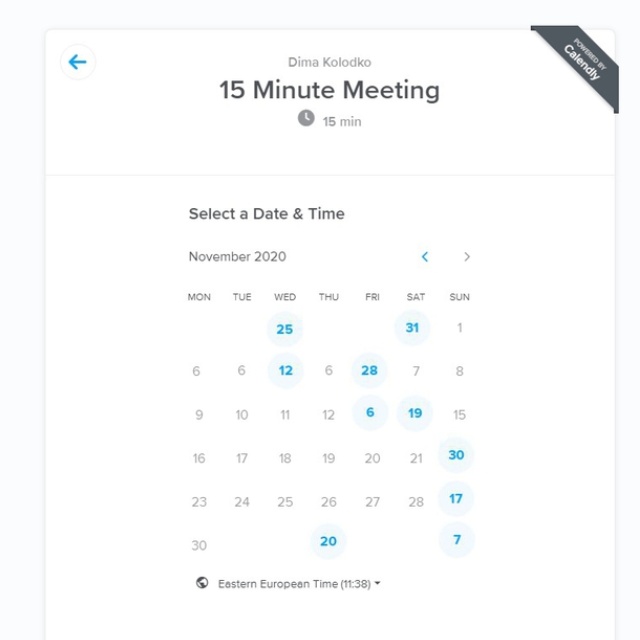 POWERED BY
Calendly
Dima Kolodko
15 Minute Meeting
15 min
Select a Date & Time
November 2020
MON TUE WED THU FRI SAT SUN
25 31 1
6 6 12 6 28 7 8
9 10 11 12 6 19 15
16 17 18 19 20 21 30
23 24 25 26 27 28 17
30 20 7
Eastern European Time (11:38)